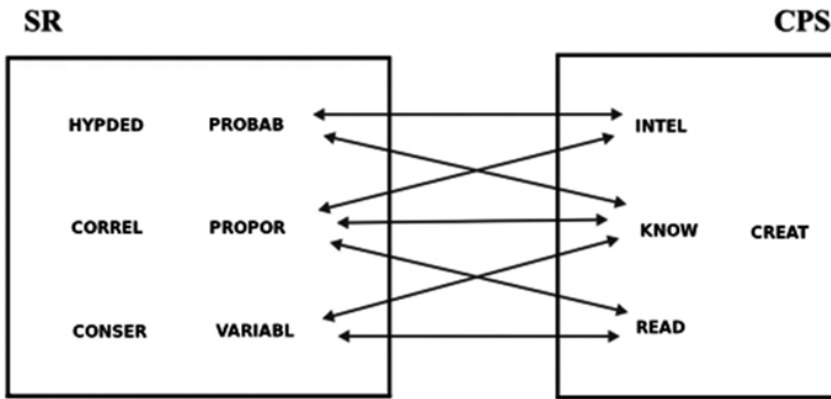 SR CPS
HYPDED PROBAB INTEL
CORREL PROPOR KNOW CREAT
CONSER VARIABL READ